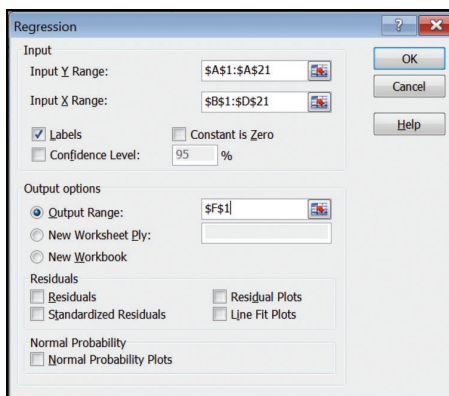 Regression
Input
Input Y Range: $A$1:$A$21
Input X Range: $B$1:$D$21
Labels Constant is Zero
Confidence Level: 95 %
OK
Cancel
Help
Output options
Output Range: $F$1
New Worksheet Ply:
New Workbook
Residuals
Residuals Residual Plots
Standardized Residuals Line Fit Plots
Normal Probability
Normal Probability Plots